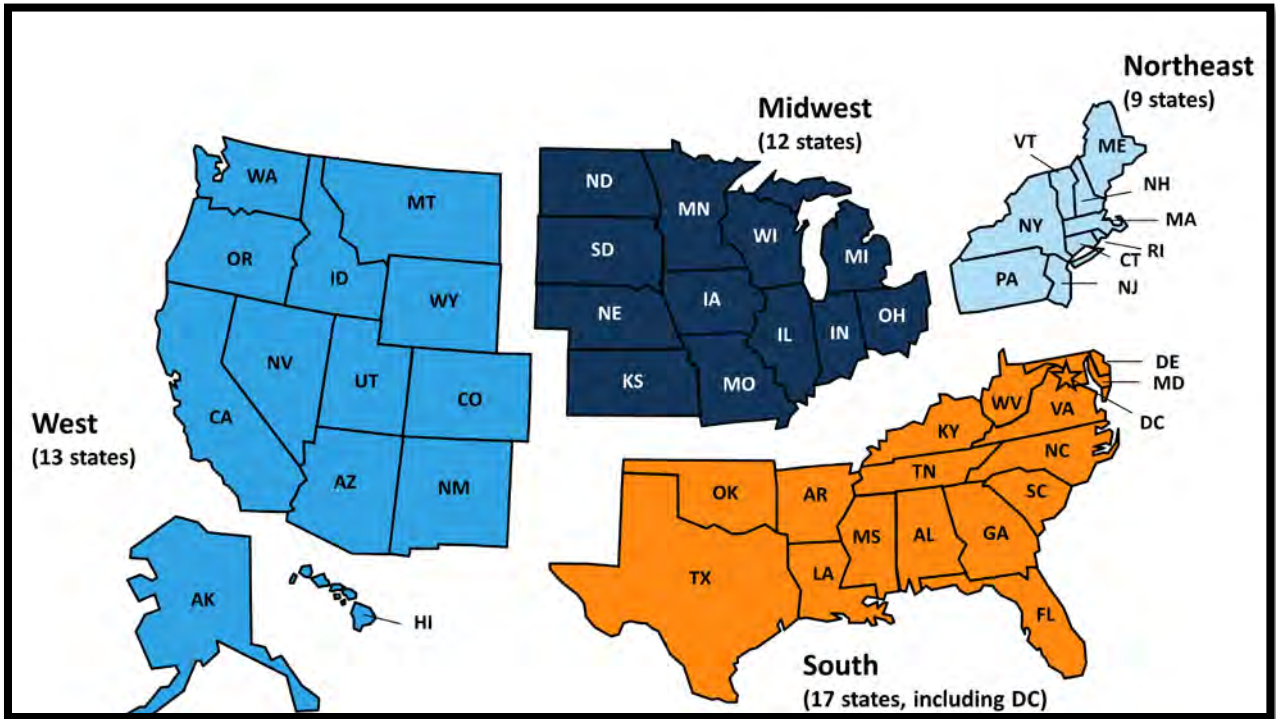 Northeast
(9 states)
Midwest
(12 states)
VT
ME
WA
MT
ND
MN
NH
WI
MA
NY
OR
SD
MI
CT
RI
ID
PA
NJ
WY
IA
NE
OH
IL
IN
NV
UT
DE
KS
MO
MD
CO
WV
VA
CA
DC
West
(13 states)
KY
NC
TN
AZ
NM
OK
AR
SC
MS
AL
GA
TX
LA
AK
FL
HI
South
(17 states, including DC)